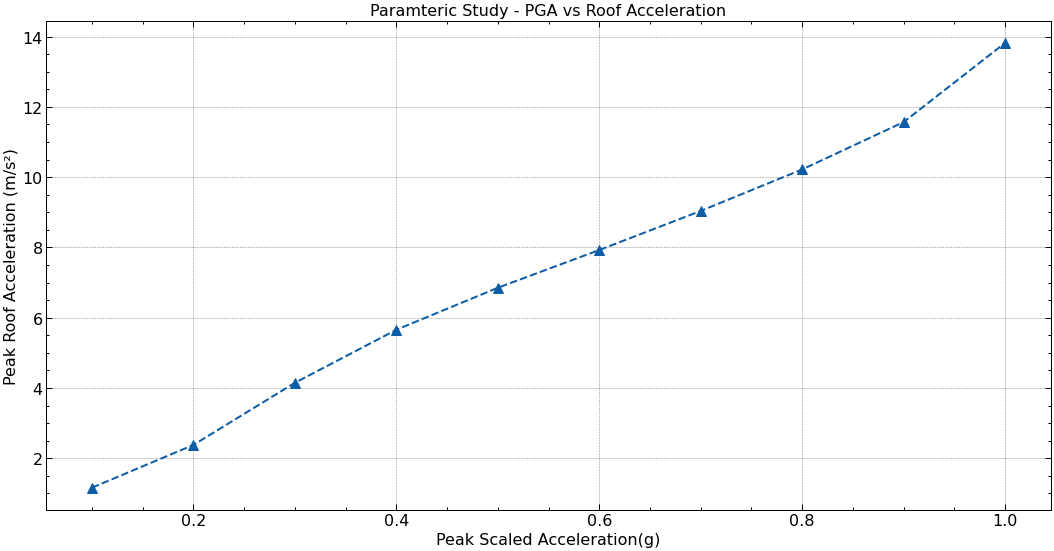 Paramteric Study - PGA vs Roof Acceleration
Peak Roof Acceleration (m/s²)
14
12
10
8
6
4
2
0.2 0.4 0.6 0.8 1.0
Peak Scaled Acceleration(g)